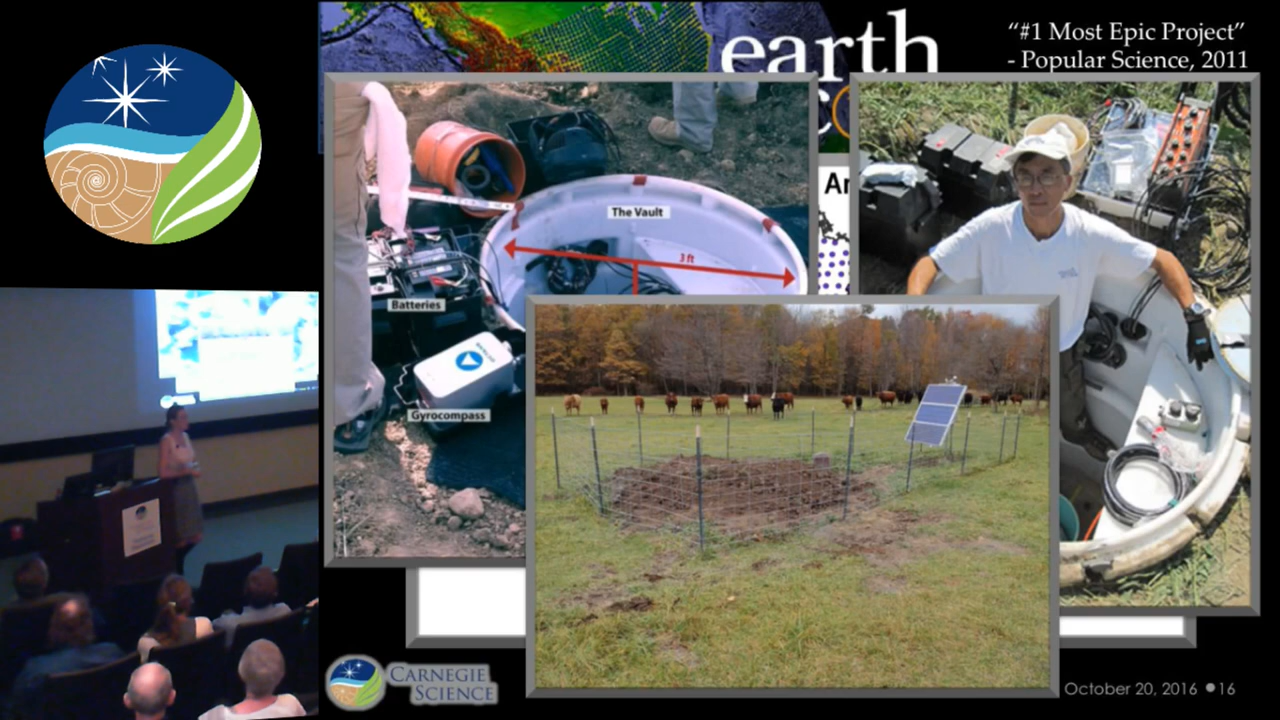 earth
“#1 Most Epic Project”
- Popular Science, 2011
The Vault
3 ft
Batteries
Gyrocompass
CARNEGIE
SCIENCE
October 20, 2016 16